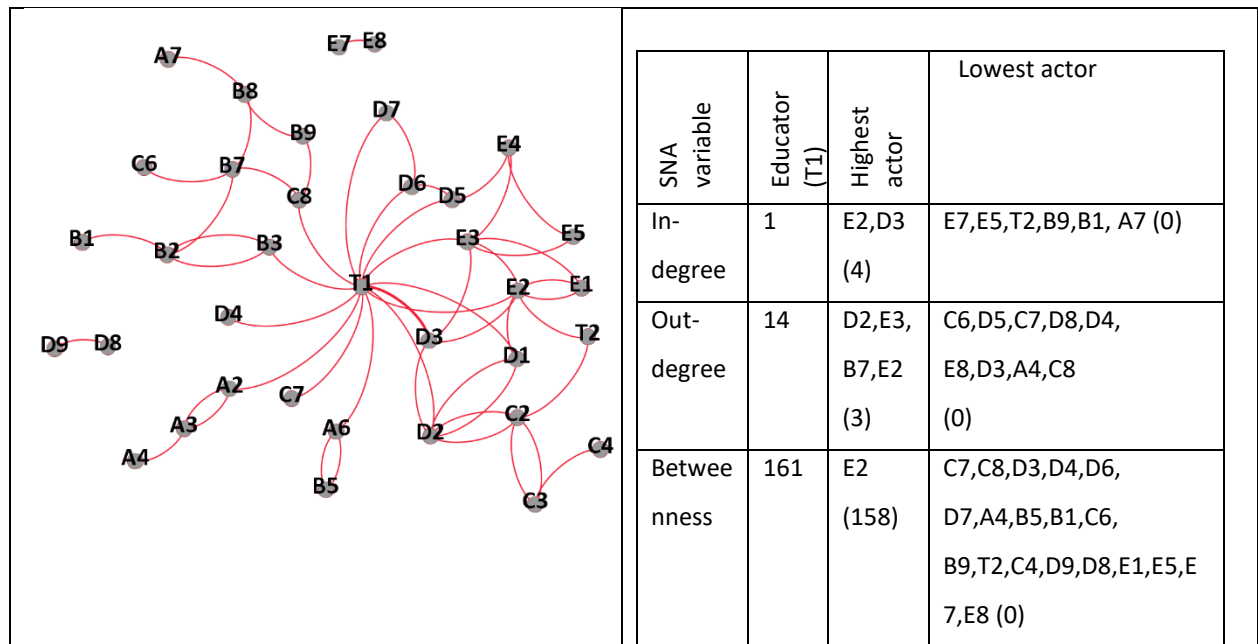 E7 E8
A7
B8
D7
B9
E4
C6
B7
D6
C8
D5
B1
B2
B3
E3
E5
T1
E2
E1
D4
D3
T2
D9 D8
D1
A2
C7
C2
A3
A6
D2
A4
C4
B5
C3
SNA variable
Educator (T1)
Highest actor
Lowest actor
In-degree
1
E2,D3 (4)
E7,E5,T2,B9,B1, A7 (0)
Out-degree
14
D2,E3, B7,E2 (3)
C6,D5,C7,D8,D4,
E8,D3,A4,C8
(0)
Betwee
nness
161
E2
(158)
C7,C8,D3,D4,D6,
D7,A4,B5,B1,C6,
B9,T2,C4,D9,D8,E1,E5,E
7,E8 (0)